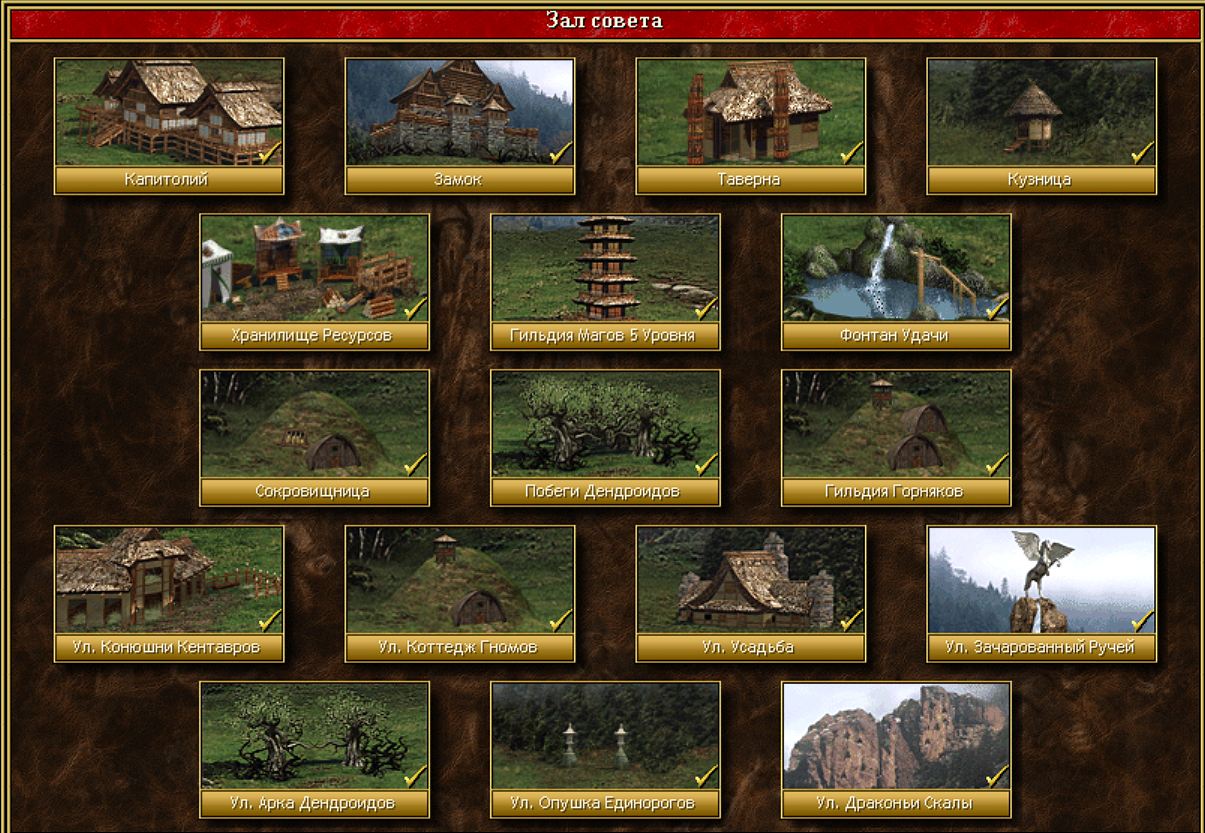 Зал совета
Капитолий
Замок
Таверна
Кузница
Хранилище Ресурсов
Гильдия Магов 5 Уровня
Фонтан Удачи
Сокровищница
Побеги Дендроидов
Гильдия Горняков
Ул. Конюшни Кентавров
Ул. Коттедж Гномов
Ул. Усадьба
Ул. Зачарованный Ручей
Ул. Арка Дендроидов
Ул. Опушка Единорогов
Ул. Драконьи Скалы